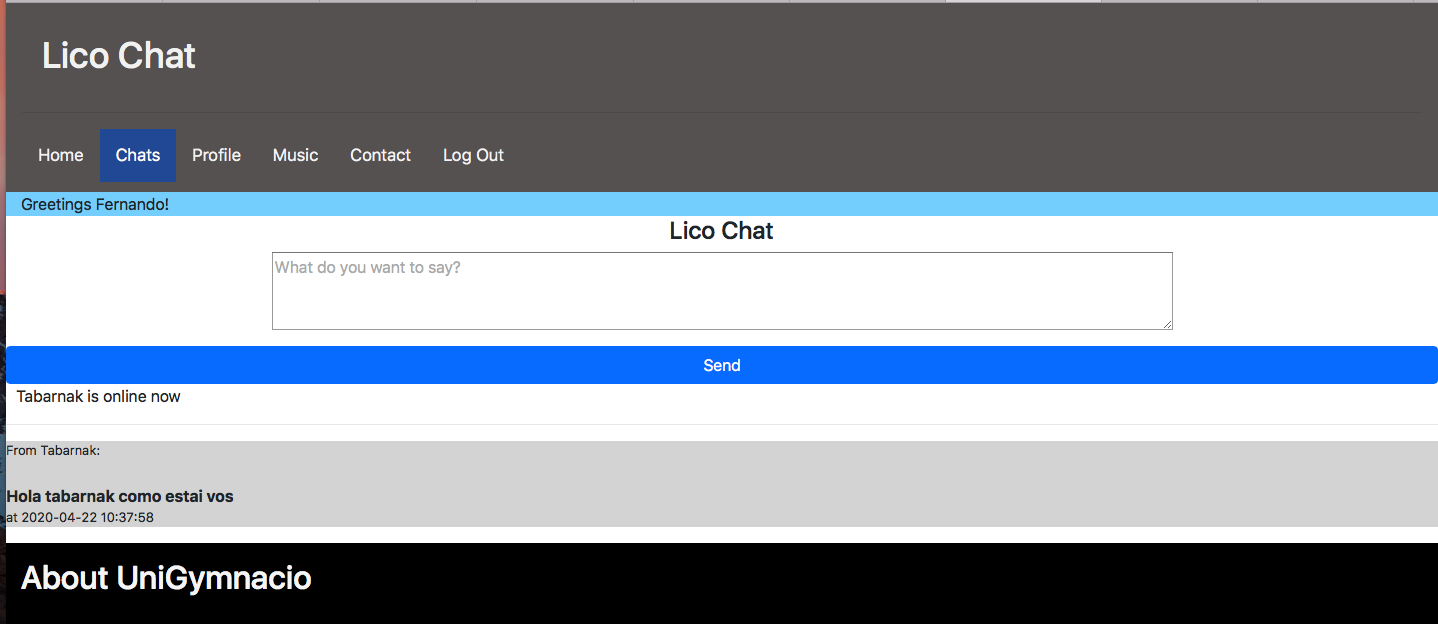 Lico Chat
Home Chats Profile Music Contact Log Out
Greetings Fernando!
Lico Chat
What do you want to say?
Send
Tabarnak is online now
From Tabarnak:
Hola tabarnak como estai vos
at 2020-04-22 10:37:58
About UniGymnacio